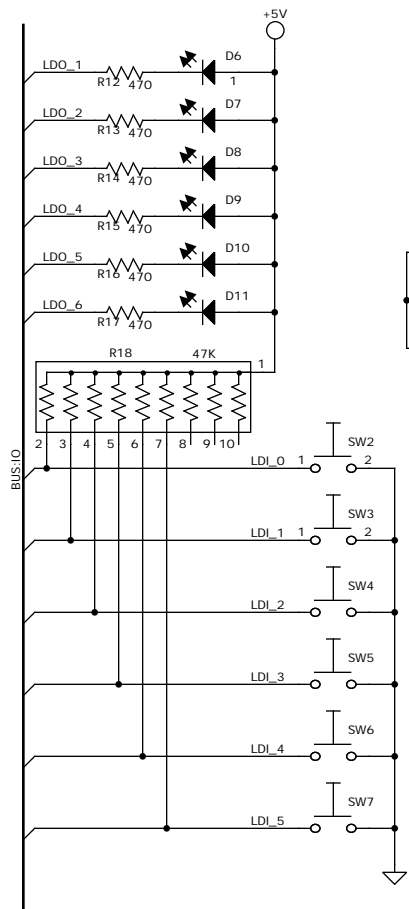 +5V
LDO_1 R12 470 D6 1
LDO_2 R13 470 D7
LDO_3 R14 470 D8
LDO_4 R15 470 D9
LDO_5 R16 470 D10
LDO_6 R17 470 D11
R18 47K 1
2 3 4 5 6 7 8 9 10
BUS:IO
LDI_0 1 2 SW2
LDI_1 1 2 SW3
LDI_2 SW4
LDI_3 SW5
LDI_4 SW6
LDI_5 SW7